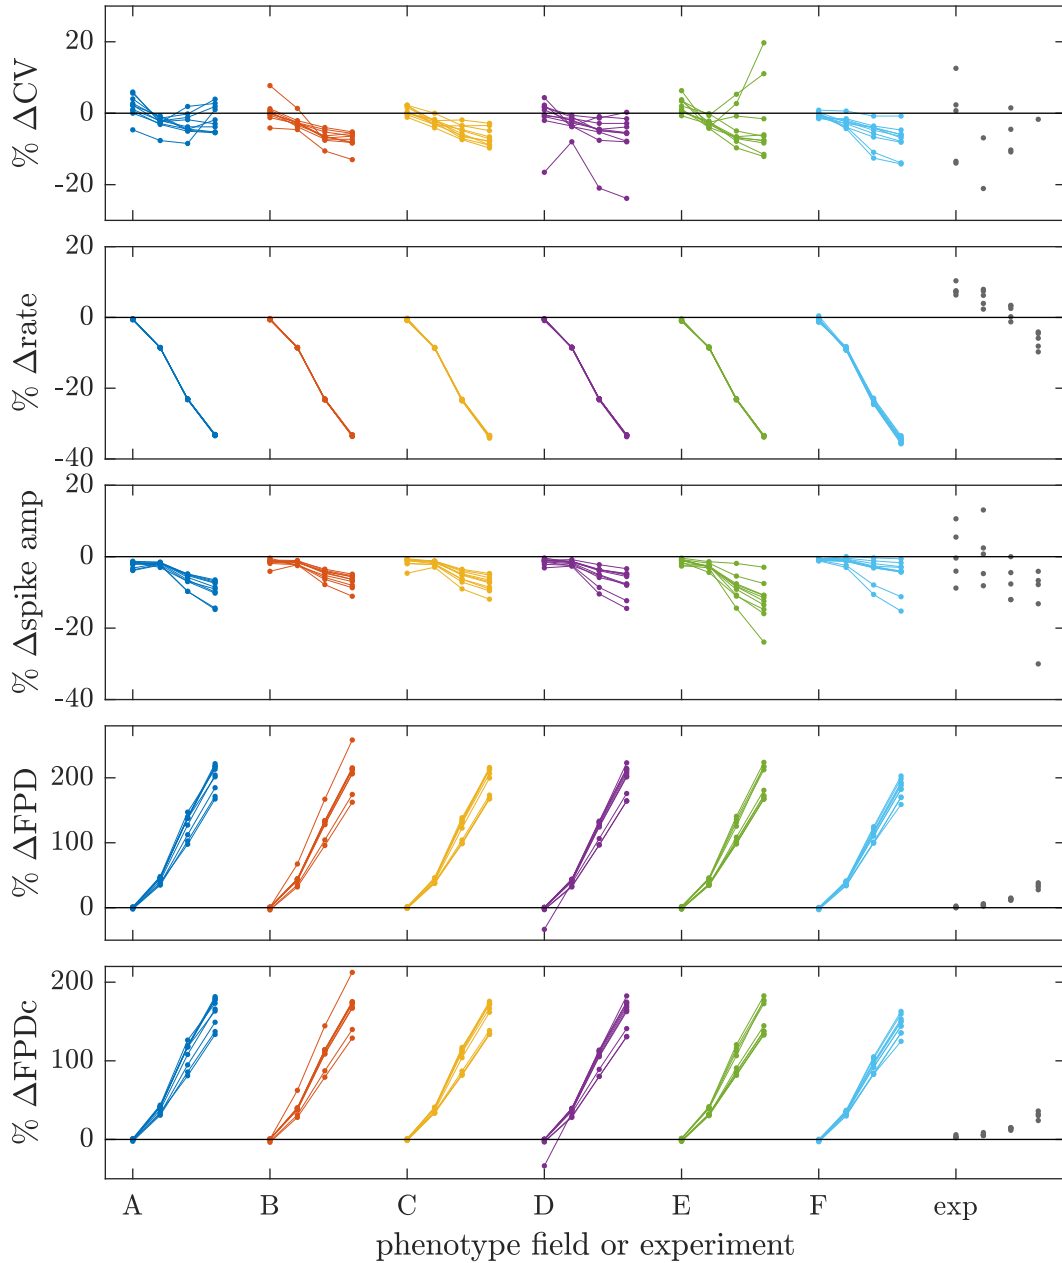 % ΔCV
20
0
-20
% Δrate
20
0
-20
-40
% Δspike amp
20
0
-20
-40
% ΔFPD
200
100
0
% ΔFPDc
200
100
0
A B C D E F exp
phenotype field or experiment